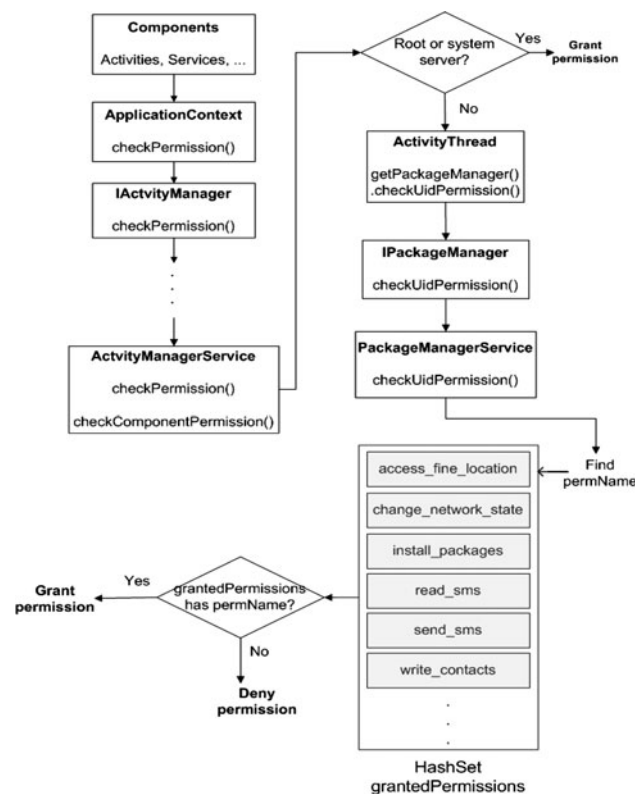 Components
Activities, Services, ...
ApplicationContext
checkPermission()
IActvityManager
checkPermission()
.
.
.
ActvityManagerService
checkPermission()
checkComponentPermission()
Root or system
server?
Yes
Grant
permission
No
ActivityThread
getPackageManager()
.checkUidPermission()
IPackageManager
checkUidPermission()
PackageManagerService
checkUidPermission()
Find
permName
access_fine_location
change_network_state
install_packages
read_sms
send_sms
write_contacts
.
.
.
HashSet
grantedPermissions
grantedPermissions
has permName?
Yes
Grant
permission
No
Deny
permission